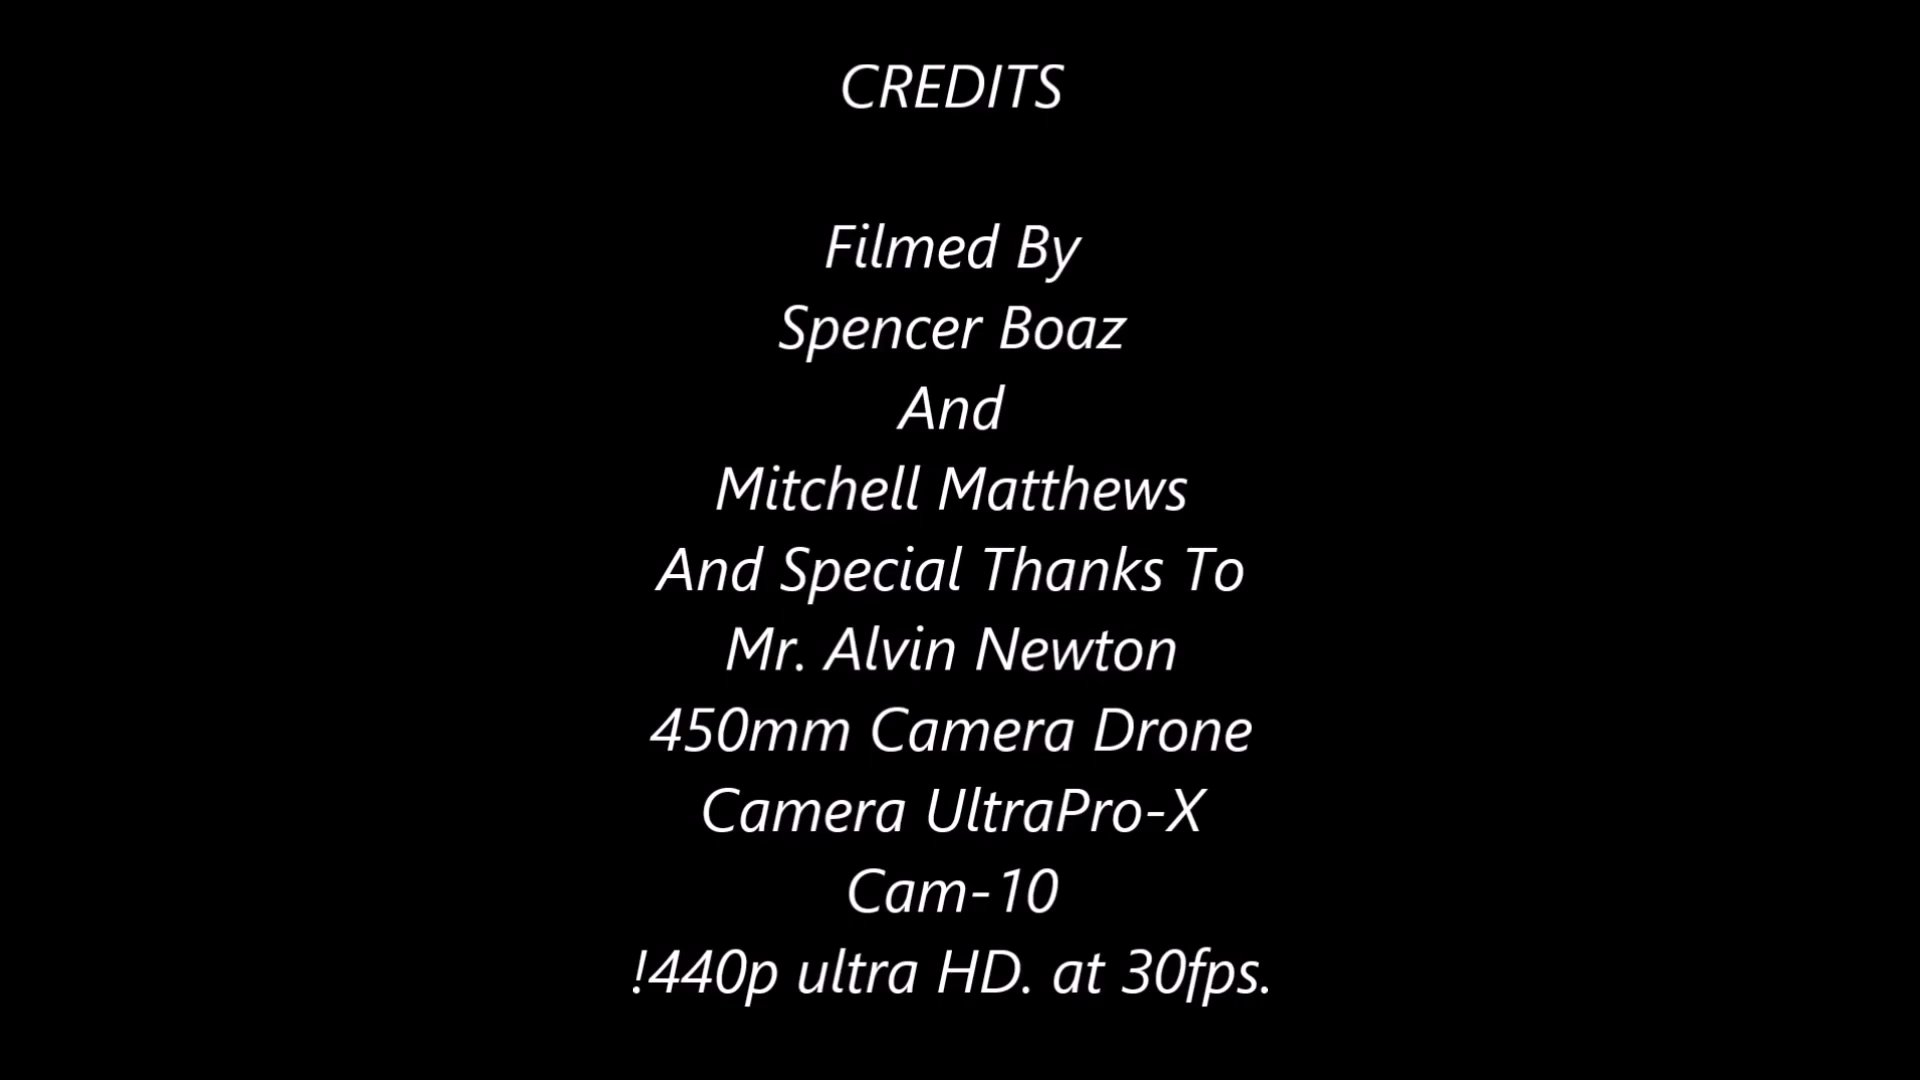 CREDITS
Filmed By
Spencer Boaz
And
Mitchell Matthews
And Special Thanks To
Mr. Alvin Newton
450mm Camera Drone
Camera UltraPro-X
Cam-10
!440p ultra HD. at 30fps.